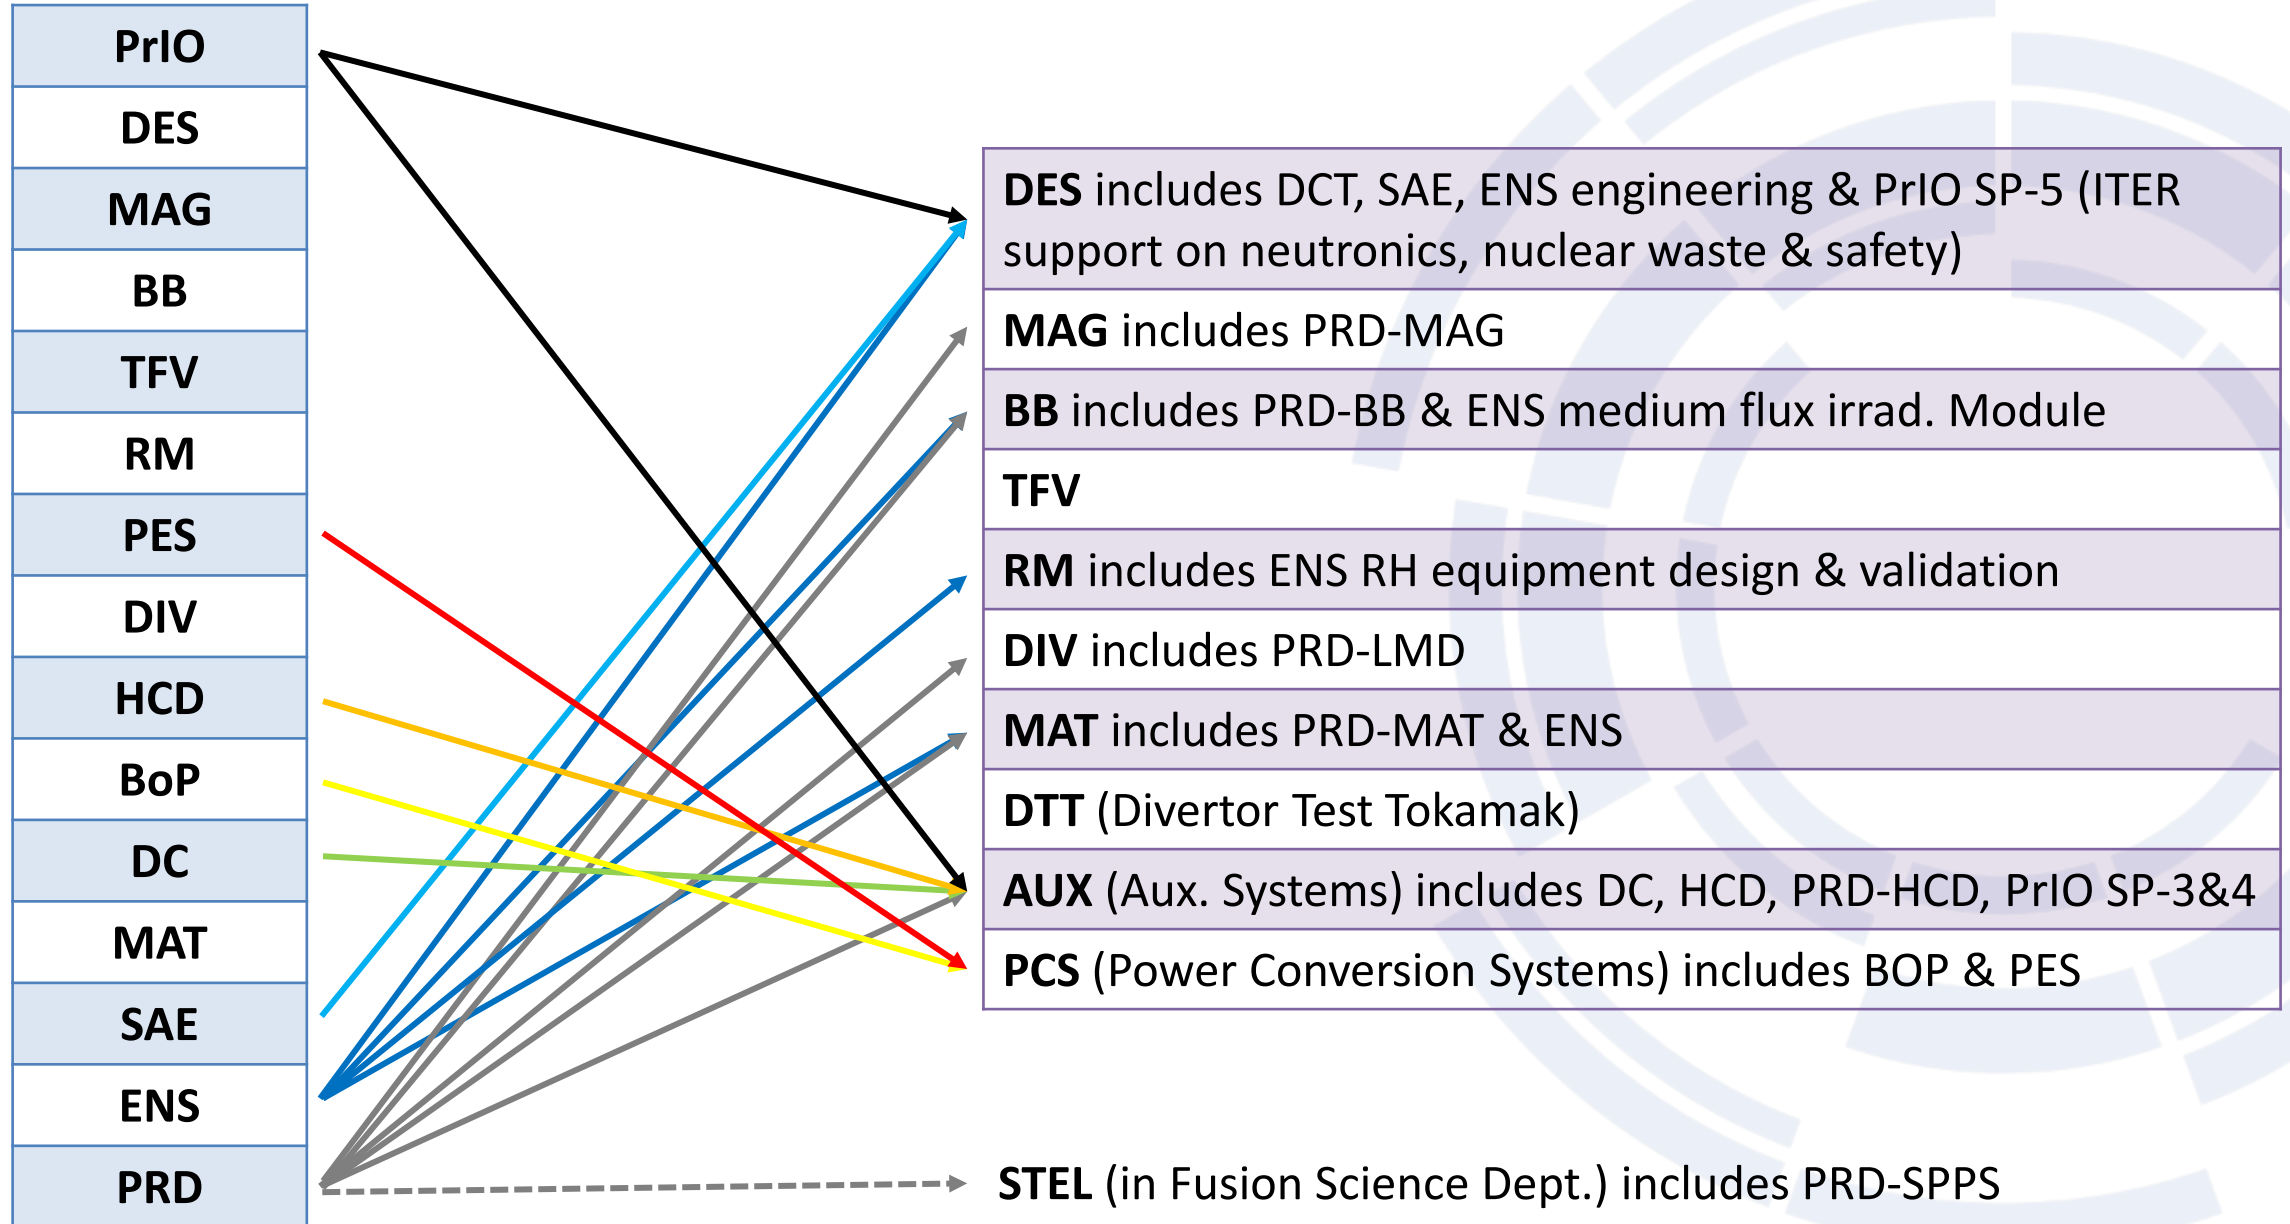 PrIO
DES
MAG
BB
TFV
RM
PES
DIV
HCD
BoP
DC
MAT
SAE
ENS
PRD
DES includes DCT, SAE, ENS engineering & PrIO SP-5 (ITER
support on neutronics, nuclear waste & safety)
MAG includes PRD-MAG
BB includes PRD-BB & ENS medium flux irrad. Module
TFV
RM includes ENS RH equipment design & validation
DIV includes PRD-LMD
MAT includes PRD-MAT & ENS
DTT (Divertor Test Tokamak)
AUX (Aux. Systems) includes DC, HCD, PRD-HCD, PrIO SP-3&4
PCS (Power Conversion Systems) includes BOP & PES
STEL (in Fusion Science Dept.) includes PRD-SPPS